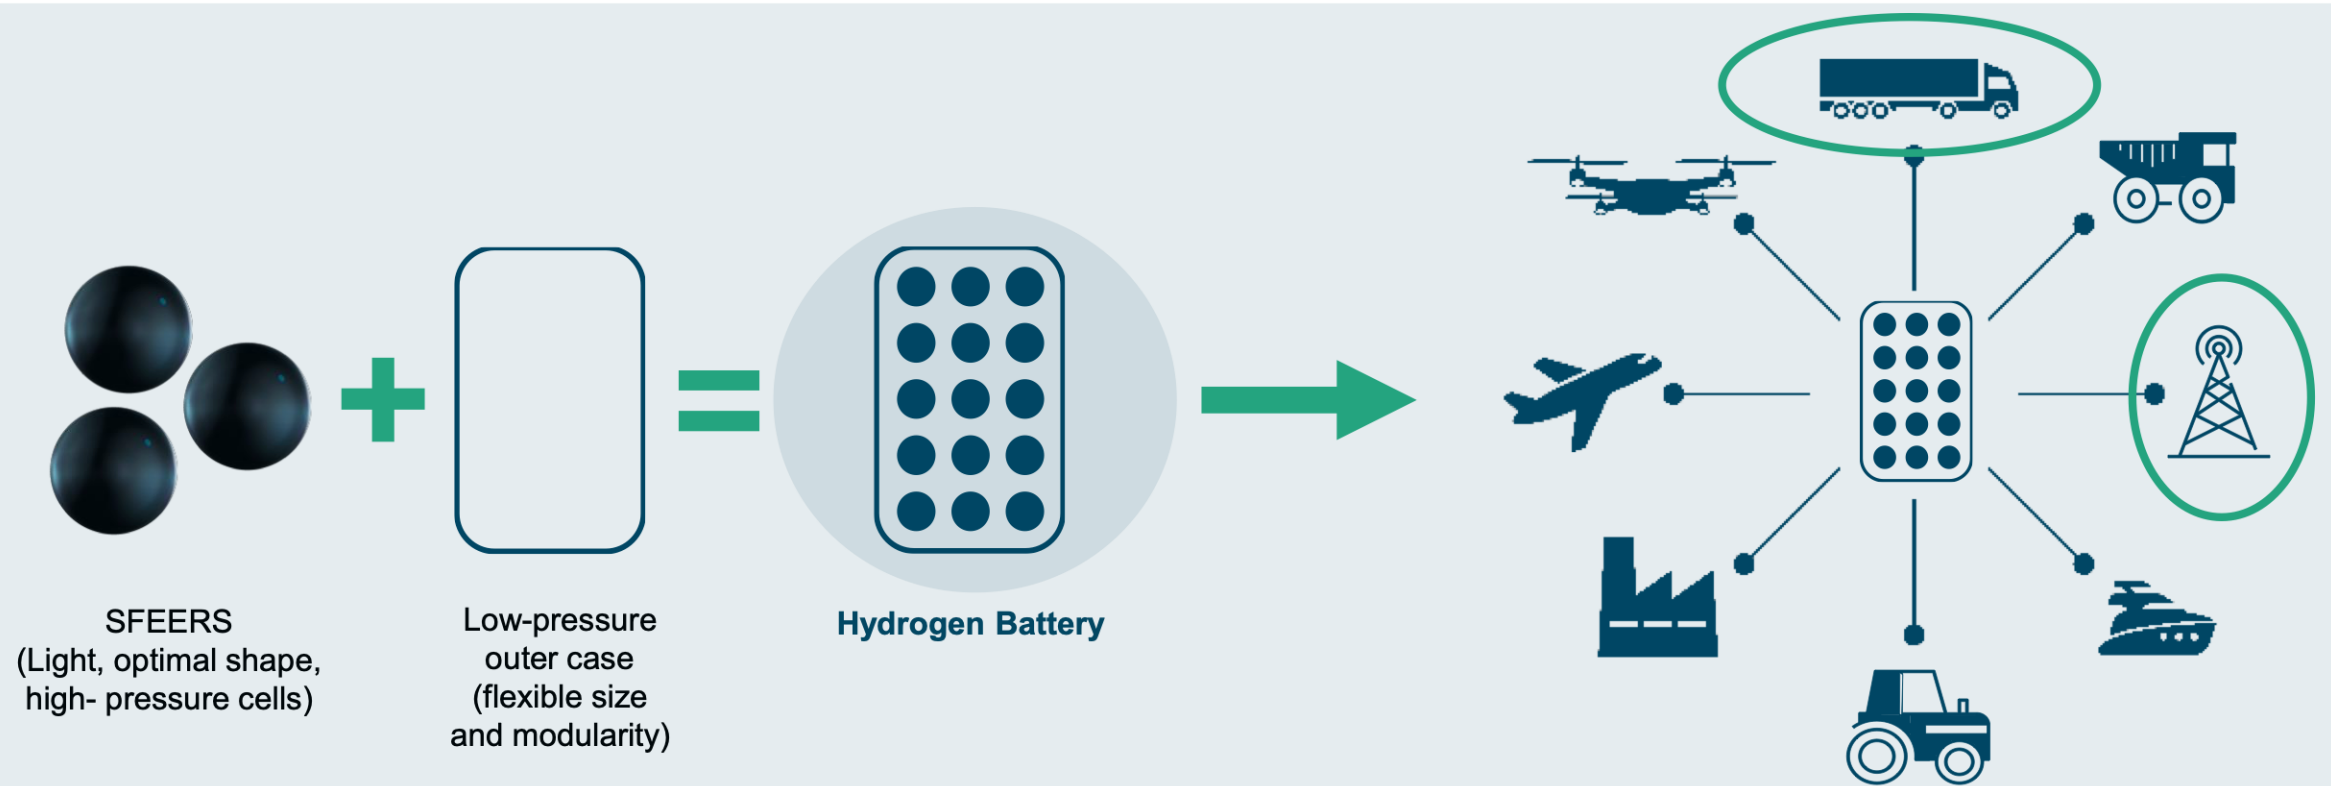 SFEERS
(Light, optimal shape,
high- pressure cells)
Low-pressure
outer case
(flexible size
and modularity)
Hydrogen Battery